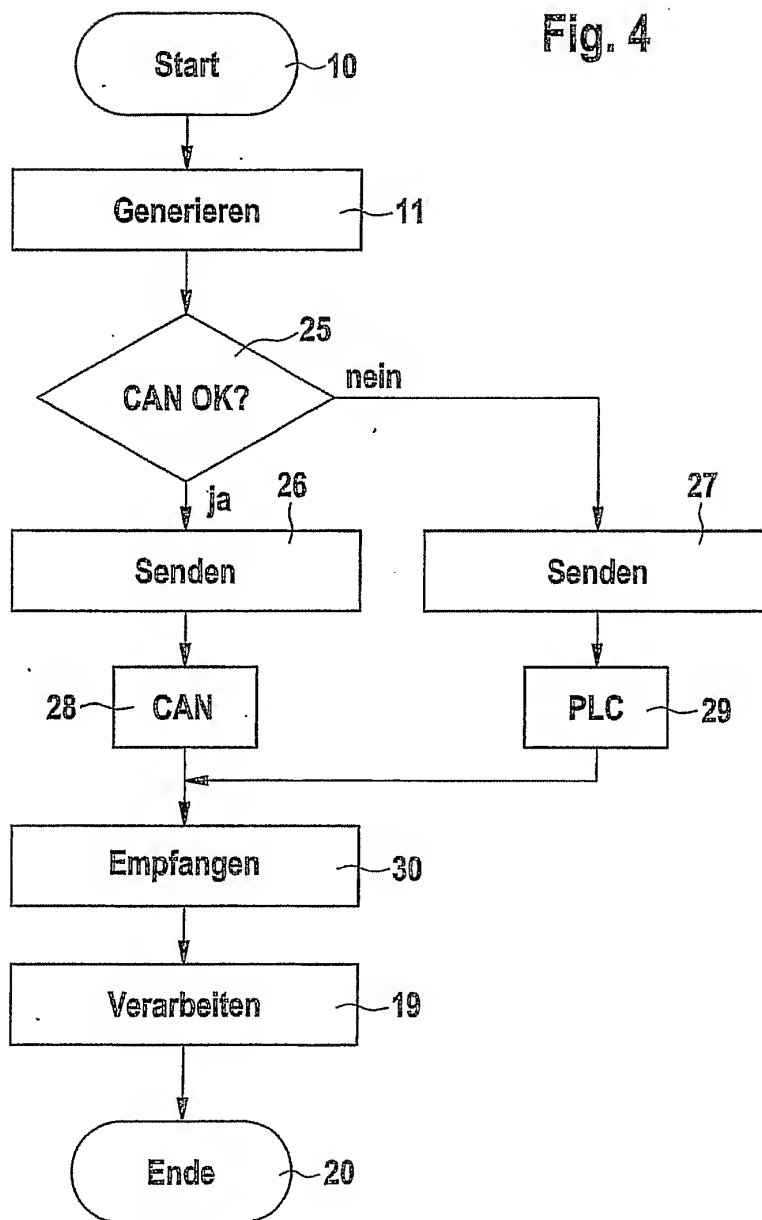 Fig. 4
Start 10
Generieren 11
25
CAN OK?
nein
ja
26
27
Senden
Senden
28 CAN
PLC 29
Empfangen 30
Verarbeiten 19
Ende 20